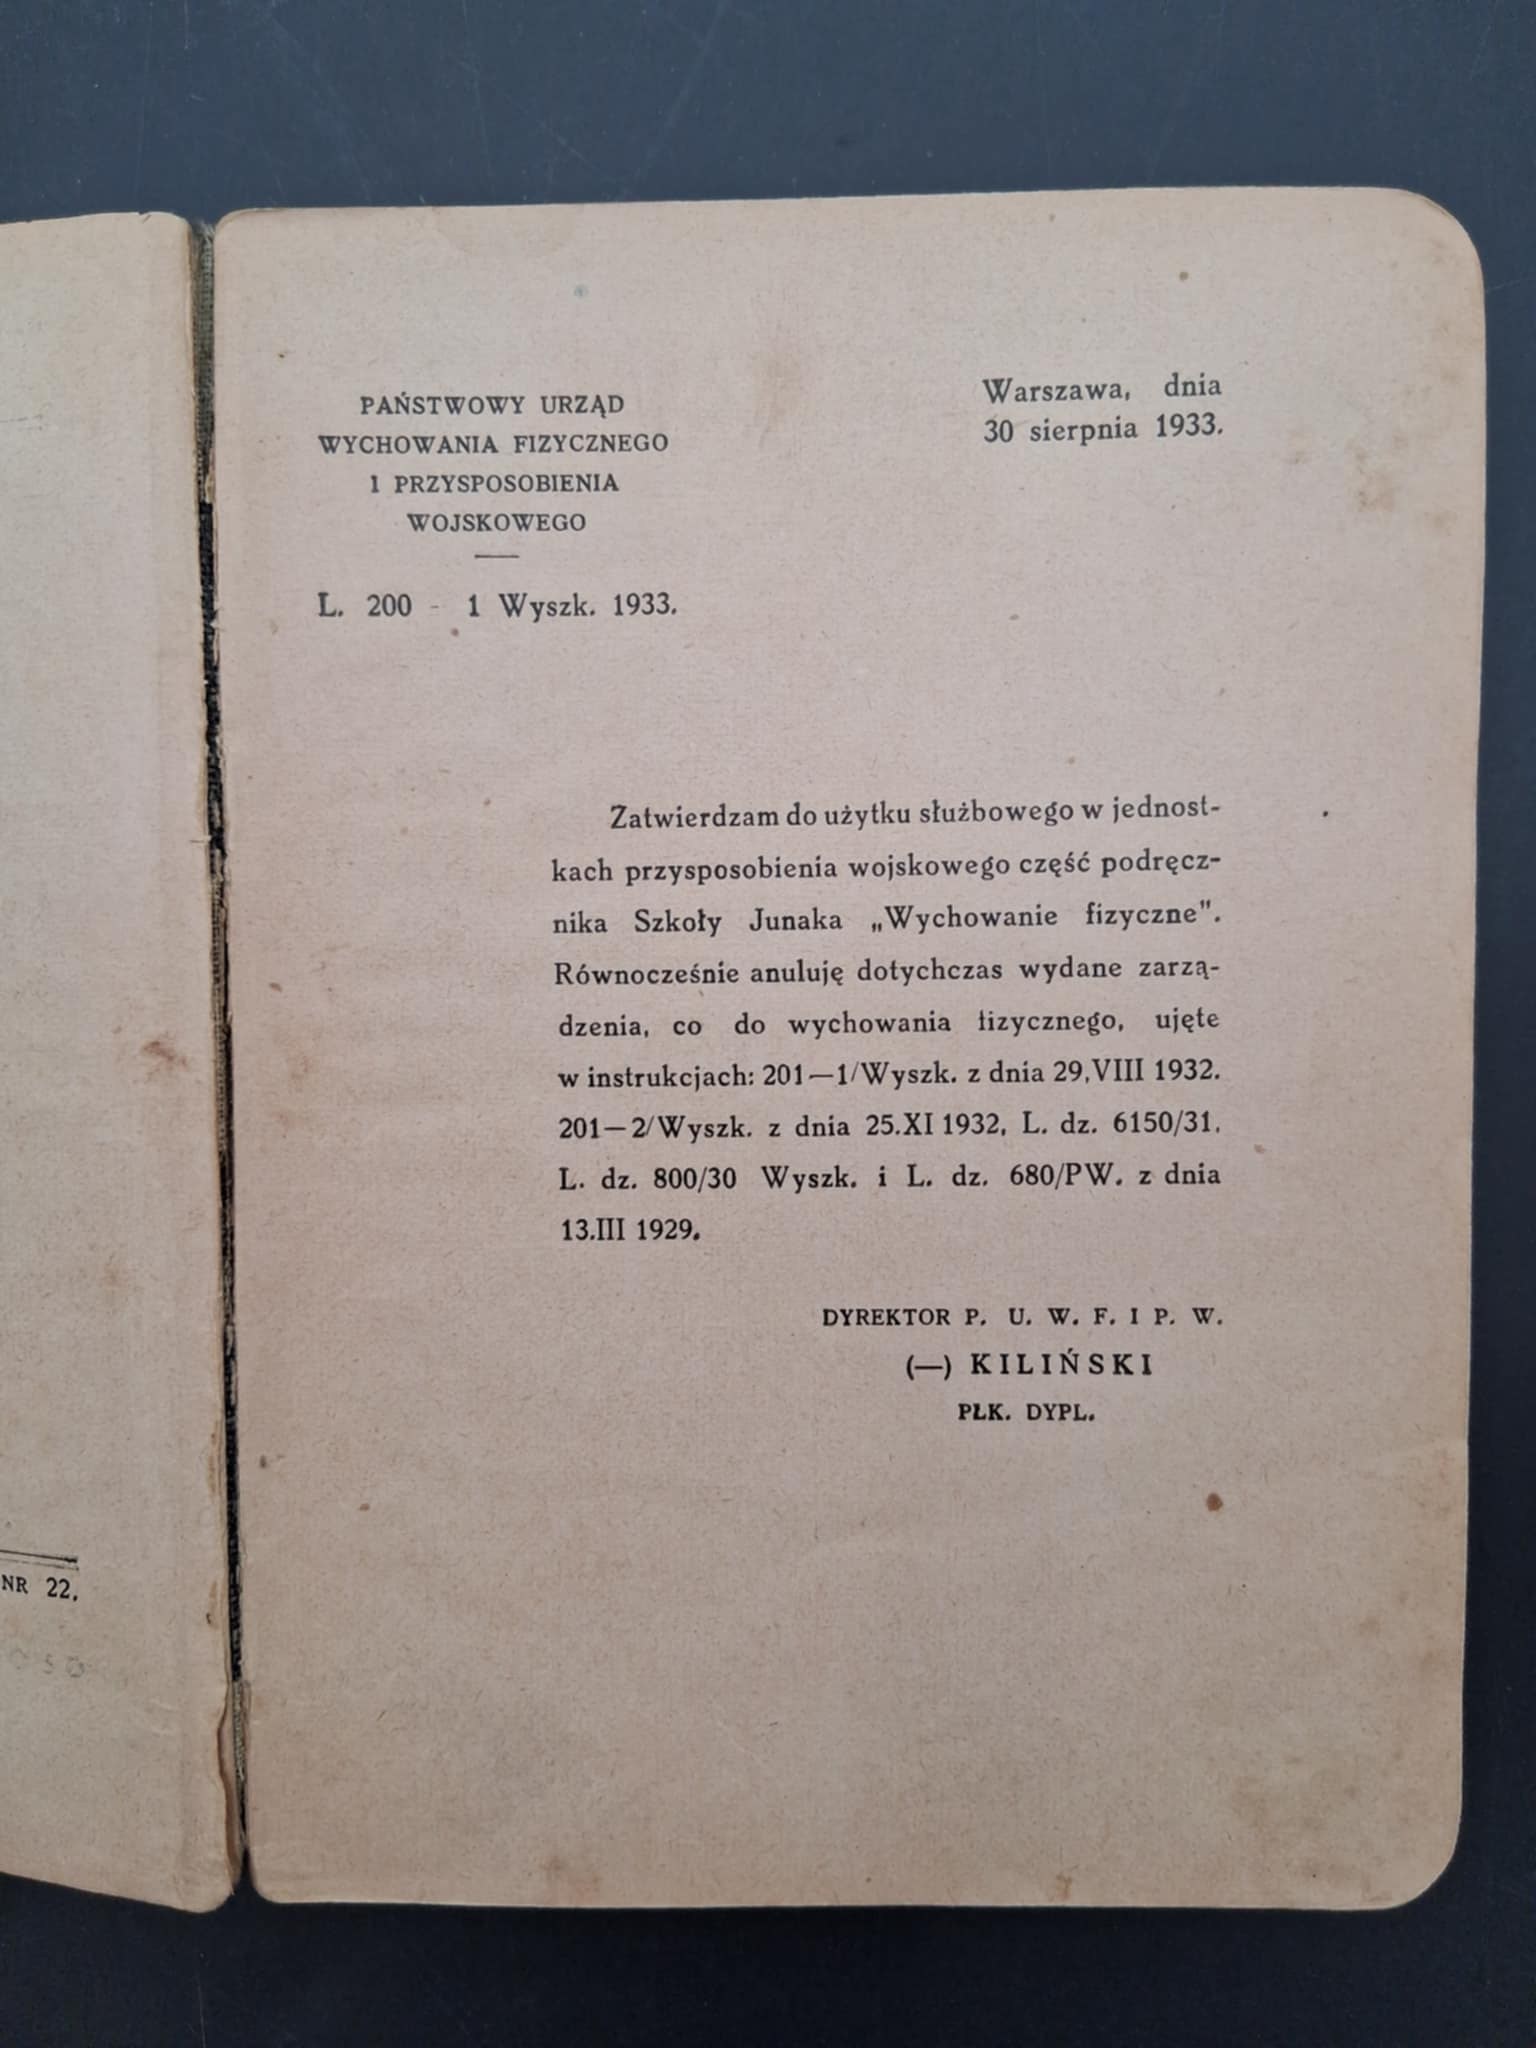 PAŃSTWOWY URZĄD
WYCHOWANIA FIZYCZNEGO
I PRZYSPOSOBIENIA
WOJSKOWEGO
L. 200 - 1 Wyszk. 1933.
Warszawa, dnia
30 sierpnia 1933.
Zatwierdzam do użytku służbowego w jednost-
kach przysposobienia wojskowego część podręcz-
nika Szkoły Junaka „Wychowanie fizyczne".
Równocześnie anuluję dotychczas wydane zarzą-
dzenia, co do wychowania fizycznego, ujęte
w instrukcjach: 201—1/Wyszk. z dnia 29.VIII 1932.
201—2/Wyszk. z dnia 25.XI 1932, L. dz. 6150/31.
L. dz. 800/30 Wyszk. i L. dz. 680/PW. z dnia
13.III 1929.
DYREKTOR P. U. W. F. I P. W.
(—) KILIŃSKI
PŁK. DYPL.
NR 22.